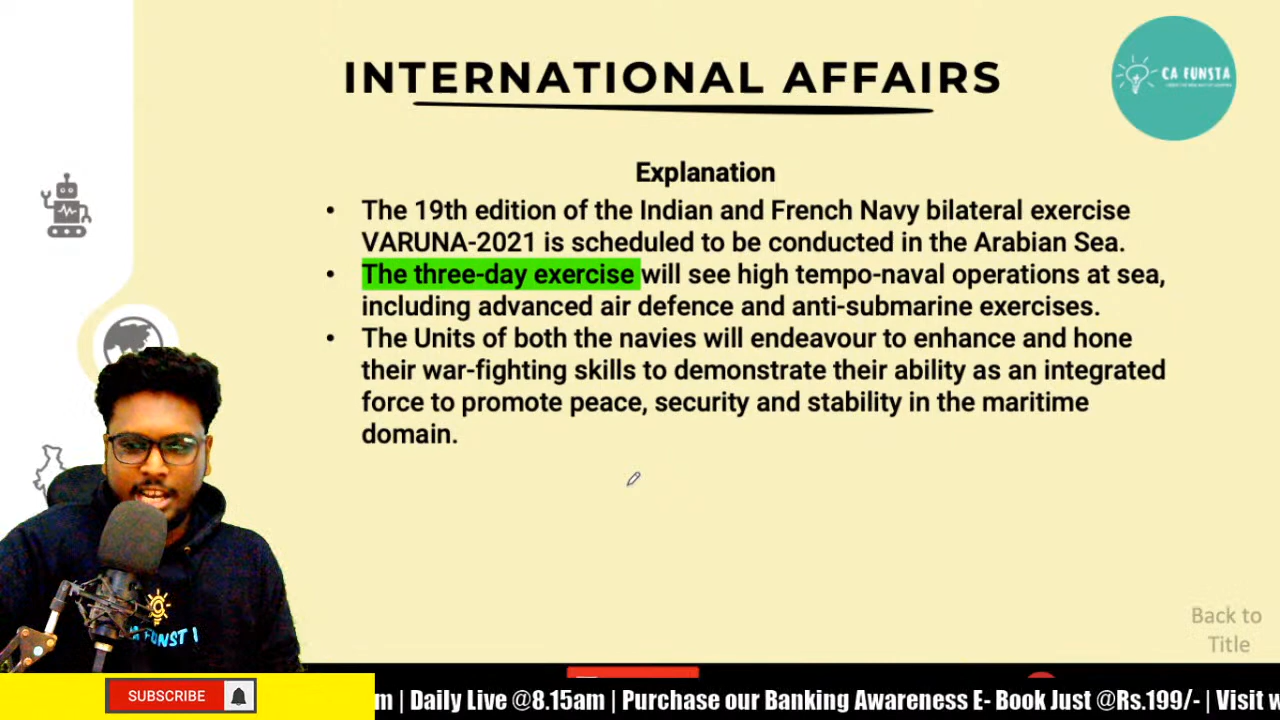 INTERNATIONAL AFFAIRS
CA FUNSTA
Explanation
• The 19th edition of the Indian and French Navy bilateral exercise
VARUNA-2021 is scheduled to be conducted in the Arabian Sea.
• The three-day exercise will see high tempo-naval operations at sea,
including advanced air defence and anti-submarine exercises.
• The Units of both the navies will endeavour to enhance and hone
their war-fighting skills to demonstrate their ability as an integrated
force to promote peace, security and stability in the maritime
domain.
Back to
Title
SUBSCRIBE
m | Daily Live @8.15am | Purchase our Banking Awareness E- Book Just @Rs.199/- | Visit w